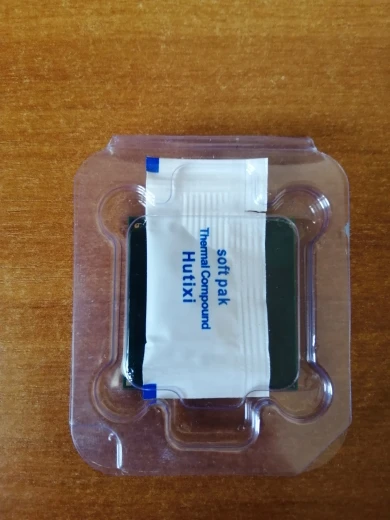 soft pak
Thermal Compound
Hutixi